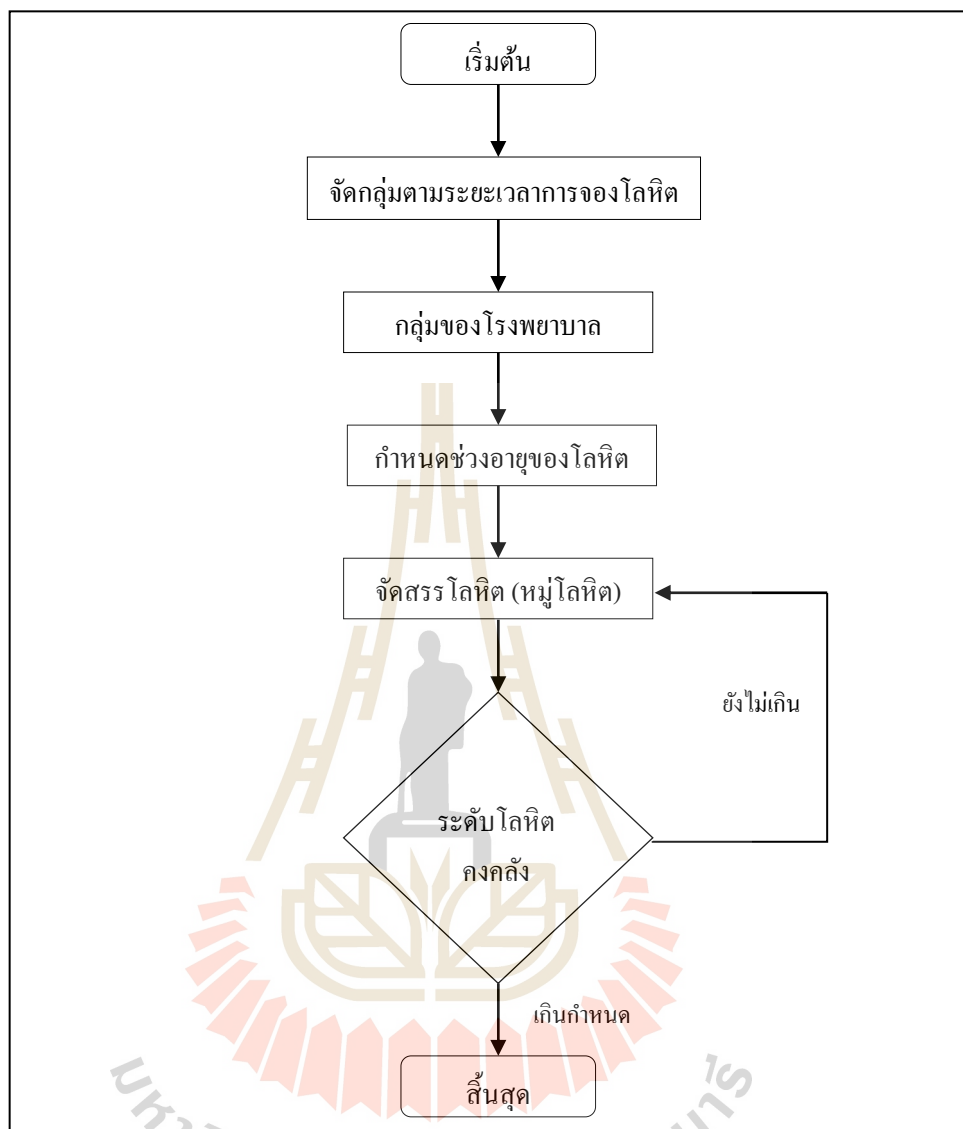 เริ่มต้น
จัดกลุ่มตามระยะเวลาการจองโลหิต
กลุ่มของโรงพยาบาล
กำหนดช่วงอายุของโลหิต
จัดสรรโลหิต (หมู่โลหิต)
ยังไม่เกิน
ระดับโลหิต
คงคลัง
เกินกำหนด
สิ้นสุด